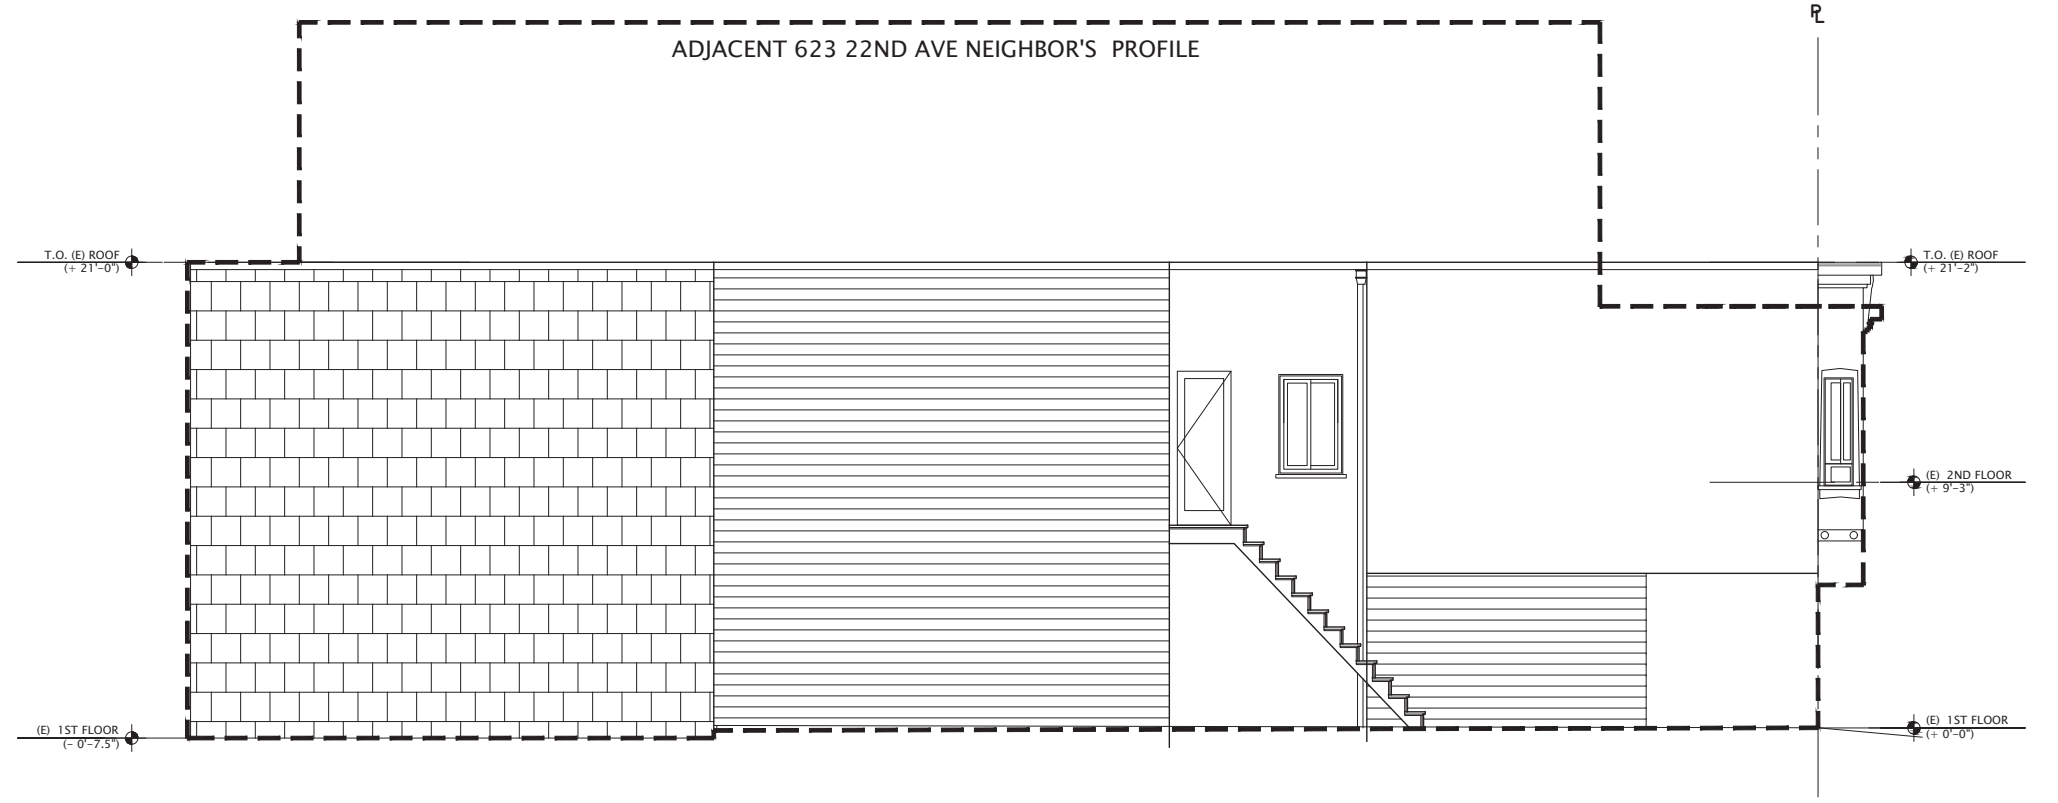 PL
ADJACENT 623 22ND AVE NEIGHBOR'S PROFILE
T.O. (E) ROOF
(+ 21'-0")
T.O. (E) ROOF
(+ 21'-2")
(E) 2ND FLOOR
(+ 9'-3")
(E) 1ST FLOOR
(- 0'-7.5")
(E) 1ST FLOOR
(+ 0'-0")